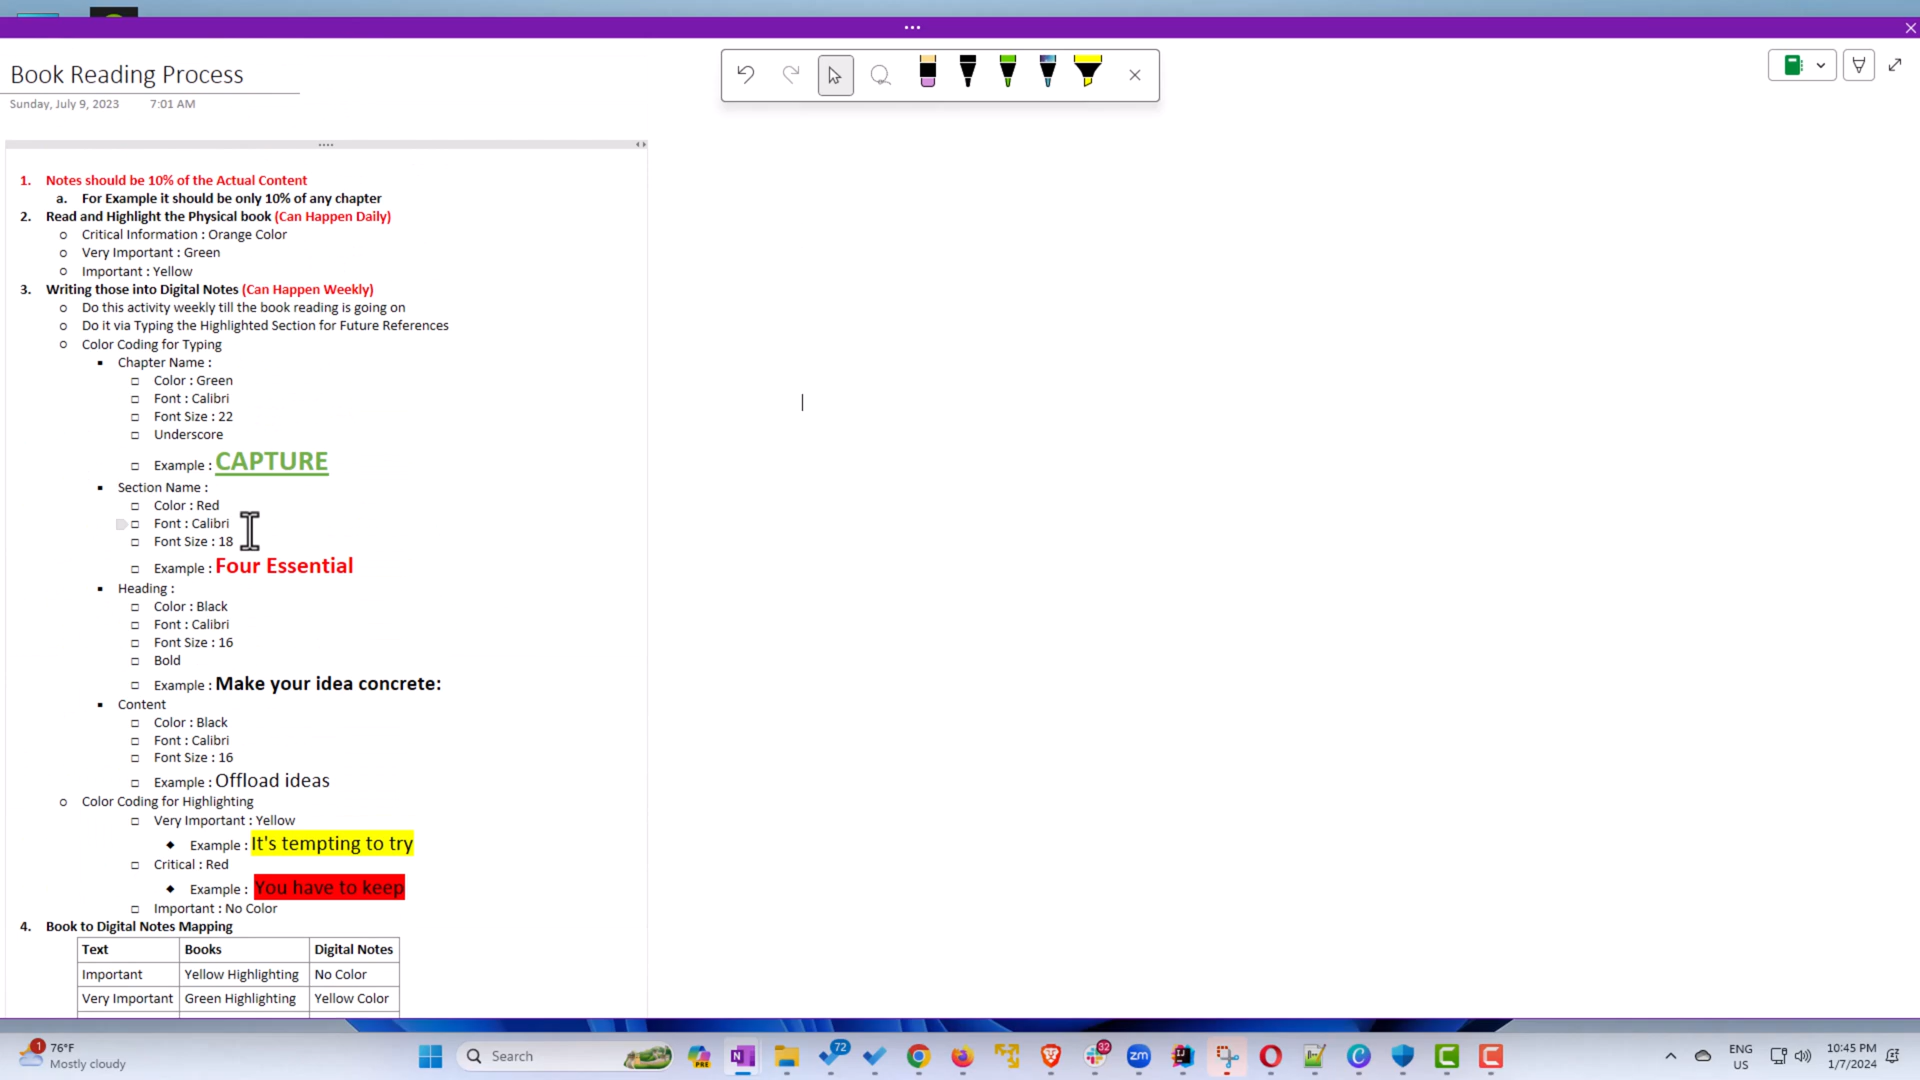 Book Reading Process
Sunday, July 9, 2023 7:01 AM
1. Notes should be 10% of the Actual Content
a. For Example it should be only 10% of any chapter
2. Read and Highlight the Physical book (Can Happen Daily)
Critical Information : Orange Color
Very Important : Green
Important : Yellow
3. Writing those into Digital Notes (Can Happen Weekly)
Do this activity weekly till the book reading is going on
Do it via Typing the Highlighted Section for Future References
Color Coding for Typing
Chapter Name :
Color : Green
Font : Calibri
Font Size : 22
Underscore
Example : CAPTURE
Section Name :
Color : Red
Font : Calibri
Font Size : 18
Example : Four Essential
Heading :
Color : Black
Font : Calibri
Font Size : 16
Bold
Example : Make your idea concrete:
Content
Color : Black
Font : Calibri
Font Size : 16
Example : Offload ideas
Color Coding for Highlighting
Very Important : Yellow
Example : It's tempting to try
Critical : Red
Example : You have to keep
Important : No Color
4. Book to Digital Notes Mapping
Text Books Digital Notes
Important Yellow Highlighting No Color
Very Important Green Highlighting Yellow Color
1
76°F
Mostly cloudy
Search
PRE
N
72
32
zm
ENG
US
10:45 PM
1/7/2024